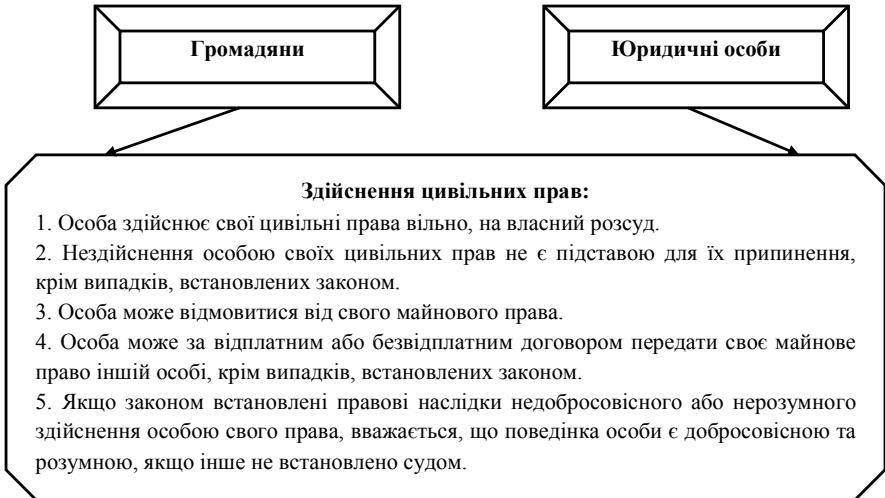 Громадяни
Юридичні особи
Здійснення цивільних прав:
1. Особа здійснює свої цивільні права вільно, на власний розсуд.
2. Нездійснення особою своїх цивільних прав не є підставою для їх припинення,
крім випадків, встановлених законом.
3. Особа може відмовитися від свого майнового права.
4. Особа може за відплатним або безвідплатним договором передати своє майнове
право іншій особі, крім випадків, встановлених законом.
5. Якщо законом встановлені правові наслідки недобросовісного або нерозумного
здійснення особою свого права, вважається, що поведінка особи є добросовісною та
розумною, якщо інше не встановлено судом.